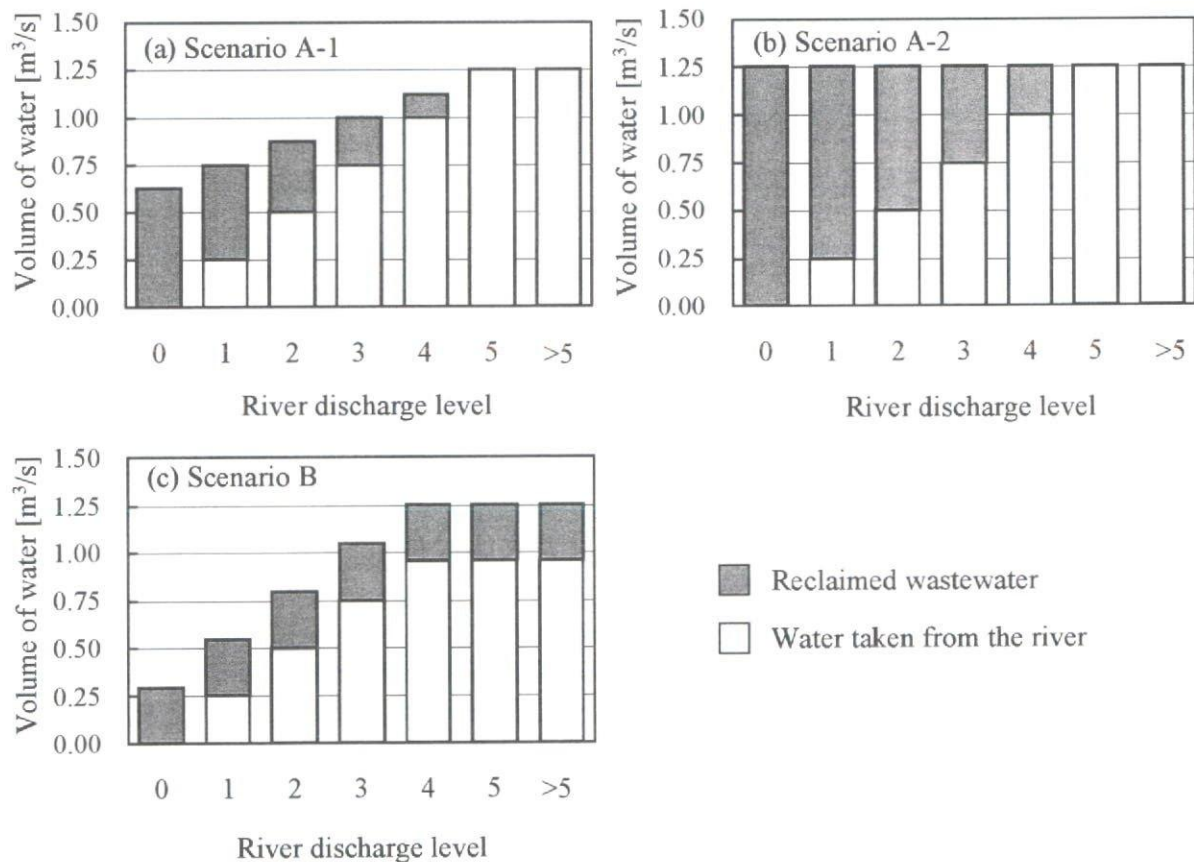 (a) Scenario A-1
Volume of water [m³/s]
1.50
1.25
1.00
0.75
0.50
0.25
0.00
0 1 2 3 4 5 >5
River discharge level
(b) Scenario A-2
Volume of water [m³/s]
1.50
1.25
1.00
0.75
0.50
0.25
0.00
0 1 2 3 4 5 >5
River discharge level
(c) Scenario B
Volume of water [m³/s]
1.50
1.25
1.00
0.75
0.50
0.25
0.00
0 1 2 3 4 5 >5
River discharge level
Reclaimed wastewater
Water taken from the river